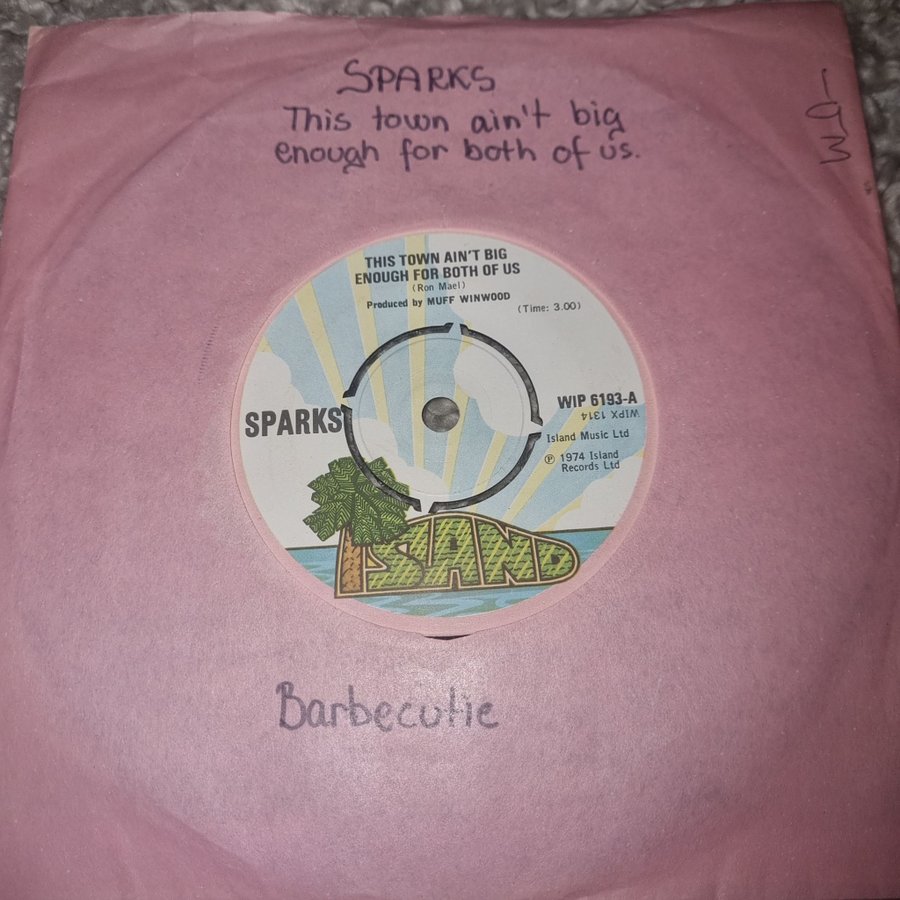 SPARKS
This town ain't big
enough for both of us.
THIS TOWN AIN'T BIG
ENOUGH FOR BOTH OF US
(Ron Mael)
Produced by MUFF WINWOOD
(Time: 3.00)
SPARKS
WIP 6193-A
WIPX 1314
Island Music Ltd
℗ 1974 Island
Records Ltd
ISLAND
Barbecutie